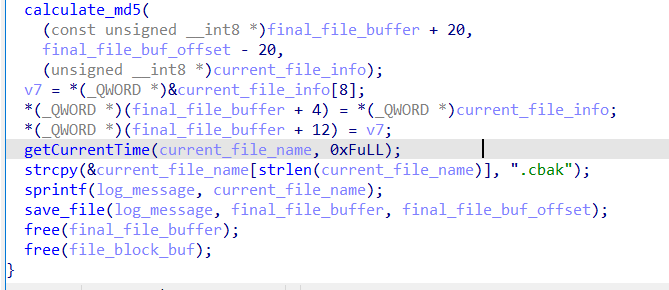 calculate_md5(
(const unsigned __int8 *)final_file_buffer + 20,
final_file_buf_offset - 20,
(unsigned __int8 *)current_file_info);
v7 = *(_QWORD *)&current_file_info[8];
*(_QWORD *)(final_file_buffer + 4) = *(_QWORD *)current_file_info;
*(_QWORD *)(final_file_buffer + 12) = v7;
getCurrentTime(current_file_name, 0xFuLL);
strcpy(&current_file_name[strlen(current_file_name)], ".cbak");
sprintf(log_message, current_file_name);
save_file(log_message, final_file_buffer, final_file_buf_offset);
free(final_file_buffer);
free(file_block_buf);
}